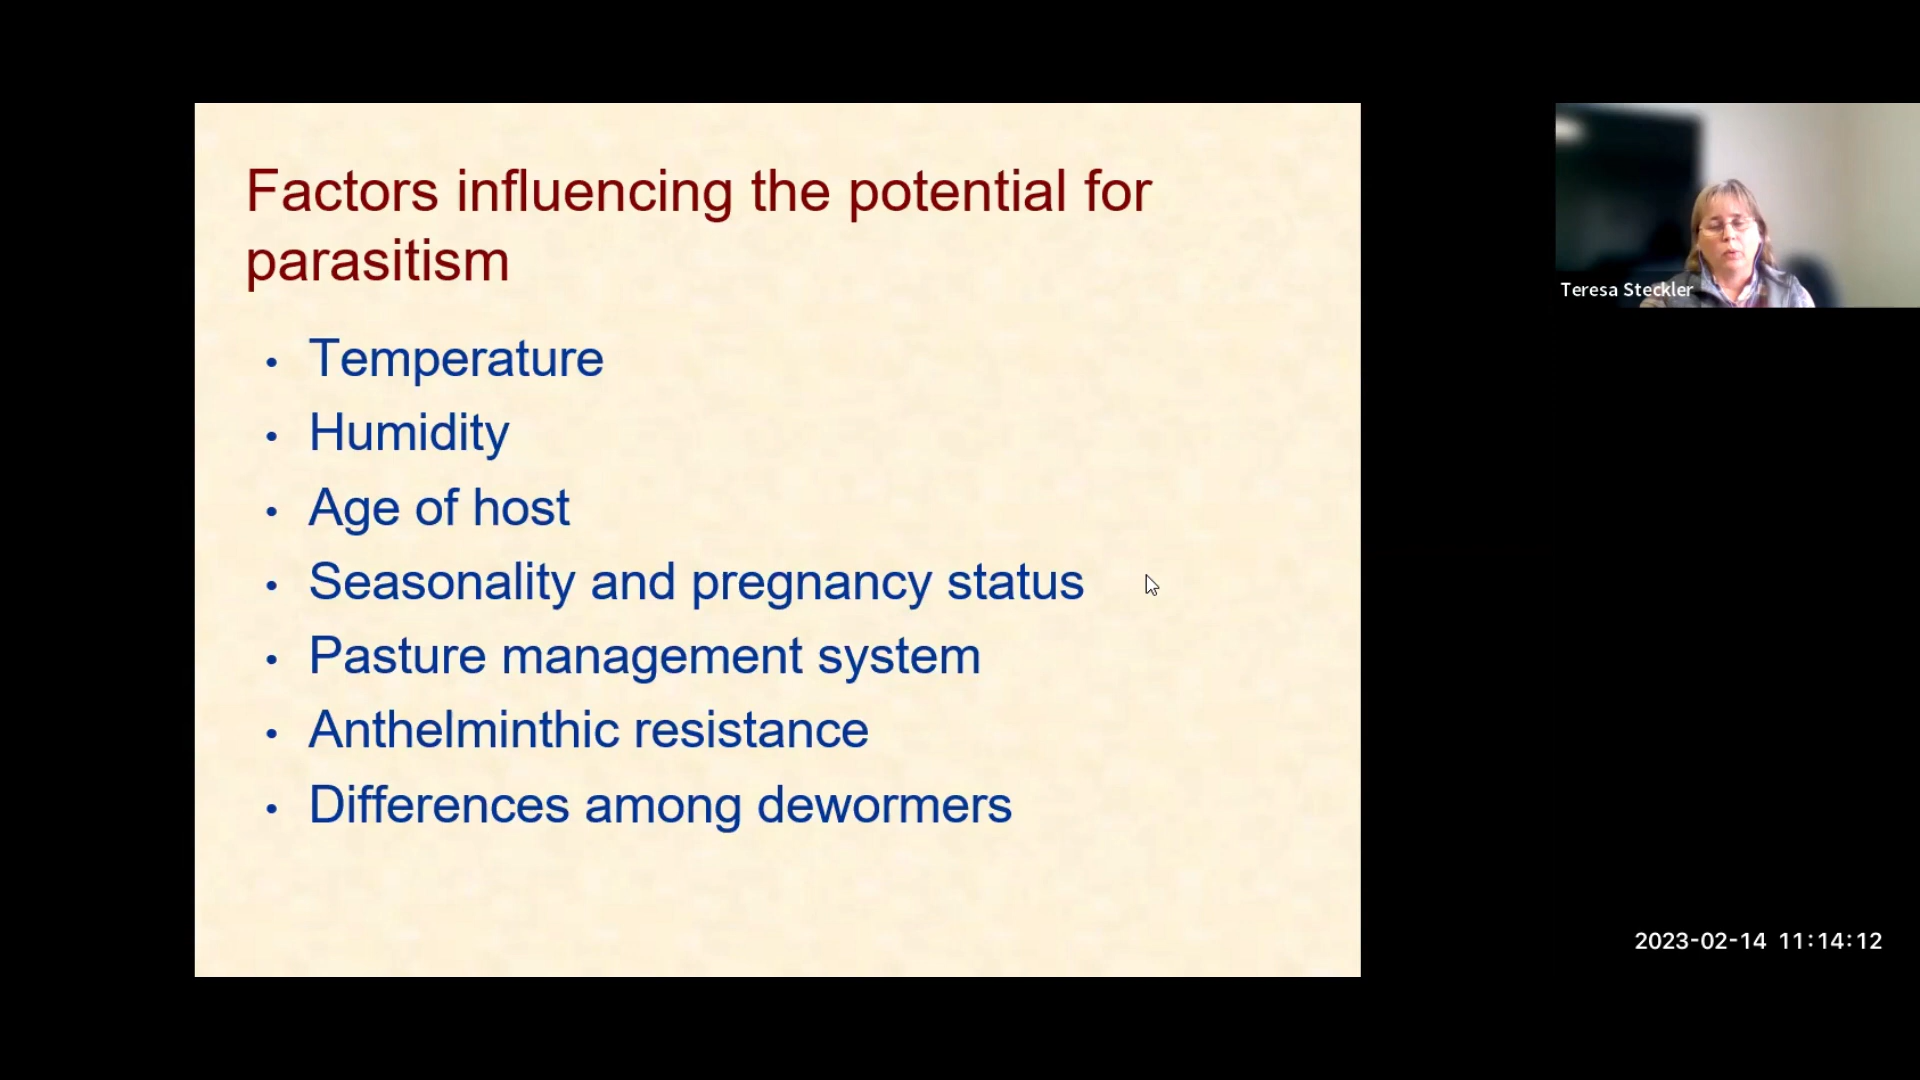 Factors influencing the potential for
parasitism
• Temperature
• Humidity
• Age of host
• Seasonality and pregnancy status
• Pasture management system
• Anthelminthic resistance
• Differences among dewormers
Teresa Steckler
2023-02-14 11:14:12